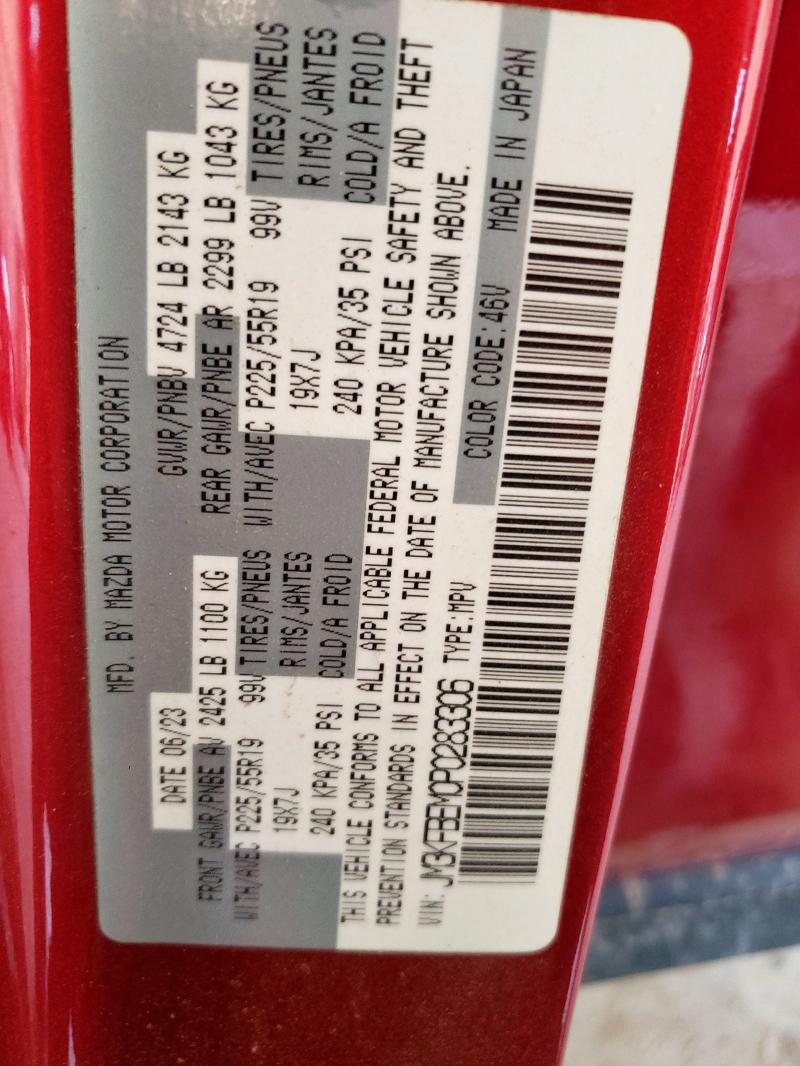 MFD. BY MAZDA MOTOR CORPORATION
DATE 06/23 GVWR/PNBV 4724 LB 2143 KG
FRONT GAWR/PNBE AV 2425 LB 1100 KG REAR GAWR/PNBE AR 2299 LB 1043 KG
WITH/AVEC P225/55R19 99V TIRES/PNEUS WITH/AVEC P225/55R19 99V TIRES/PNEUS
19X7J RIMS/JANTES 19X7J RIMS/JANTES
240 KPA/35 PSI COLD/A FROID 240 KPA/35 PSI COLD/A FROID
THIS VEHICLE CONFORMS TO ALL APPLICABLE FEDERAL MOTOR VEHICLE SAFETY AND THEFT
PREVENTION STANDARDS IN EFFECT ON THE DATE OF MANUFACTURE SHOWN ABOVE.
VIN: JM3KFBEM0P0283306 TYPE:MPV COLOR CODE:46V MADE IN JAPAN